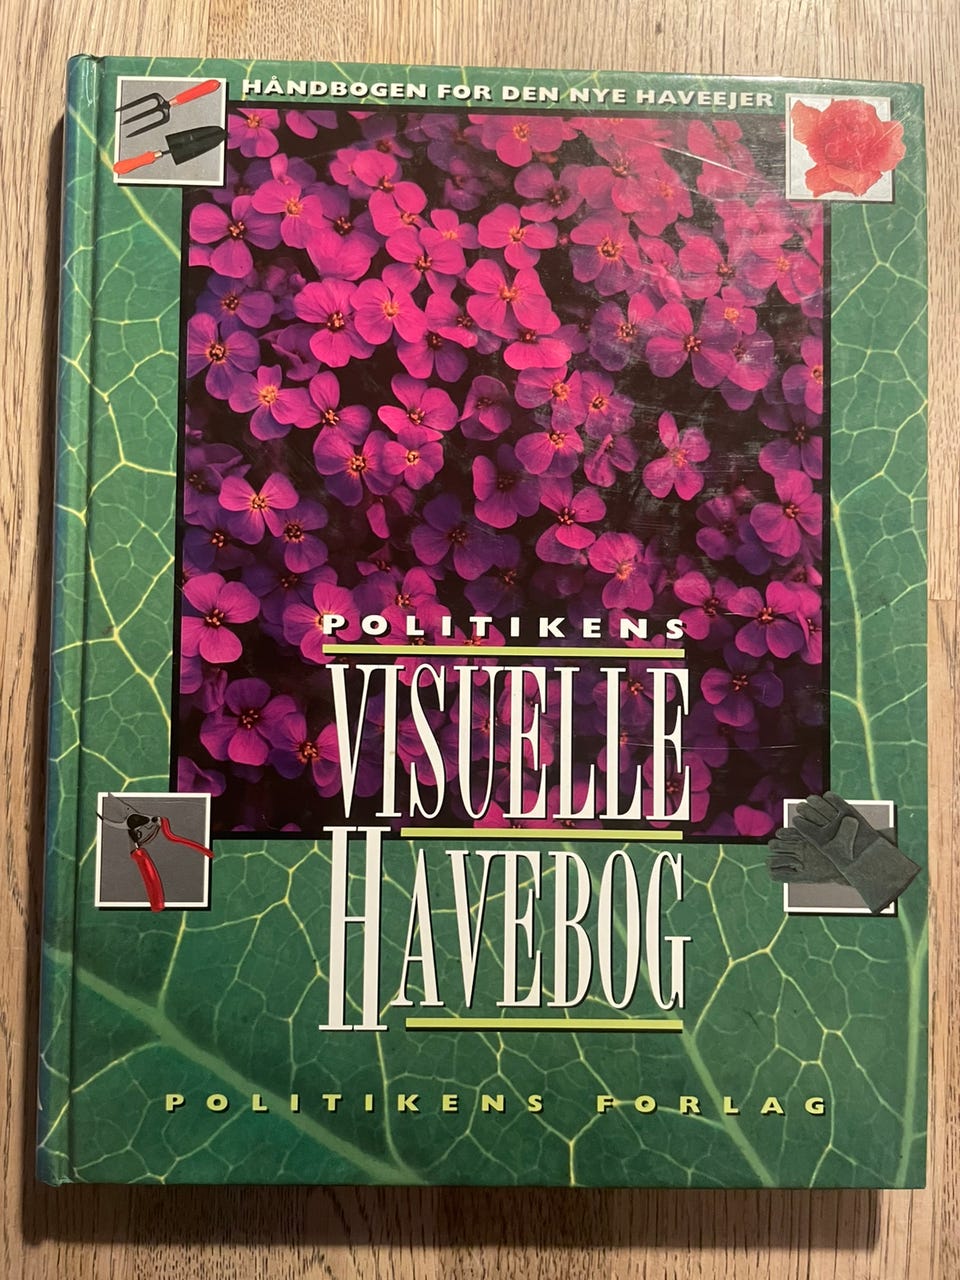 HÅNDBOGEN FOR DEN NYE HAVEEJER
POLITIKENS
VISUELLE
HAVEBOG
POLITIKENS FORLAG